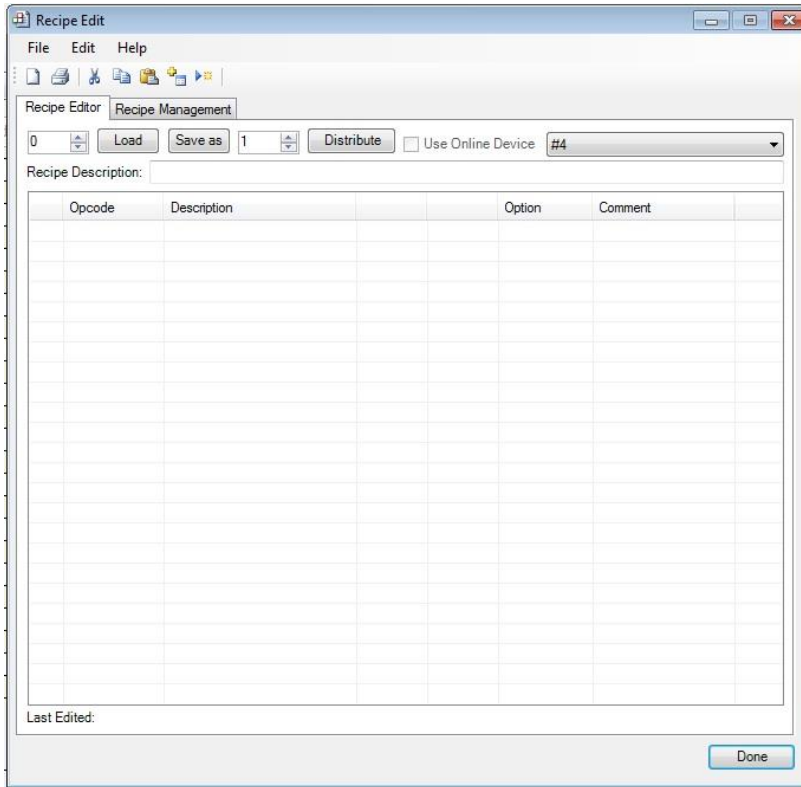 Recipe Edit
File Edit Help
Recipe Editor Recipe Management
0 Load Save as 1 Distribute Use Online Device #4
Recipe Description:
Opcode Description Option Comment
Last Edited:
Done